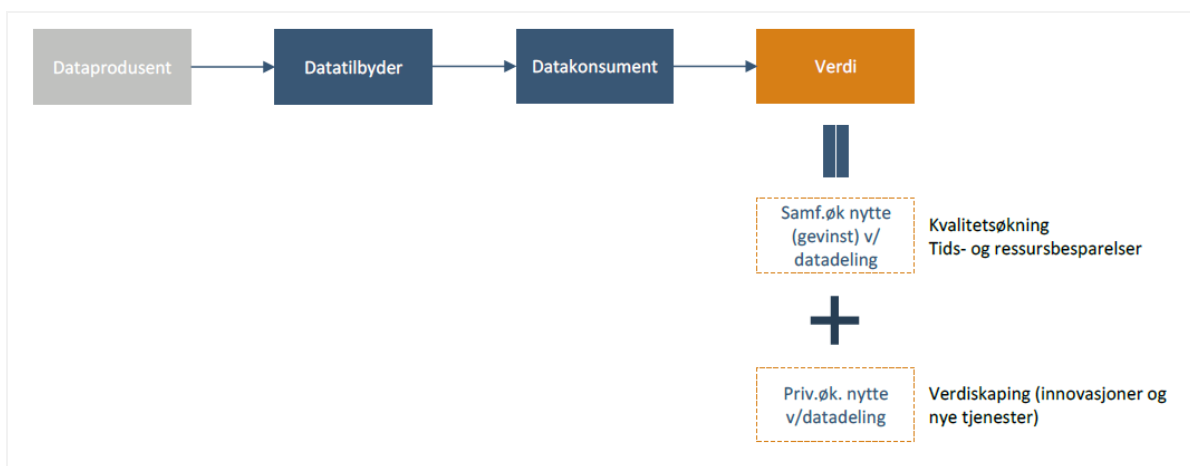 Dataprodusent
Datatilbyder
Datakonsument
Verdi
Samf.øk nytte
(gevinst) v/
datadeling
Kvalitetsøkning
Tids- og ressursbesparelser
Priv.øk. nytte
v/datadeling
Verdiskaping (innovasjoner og
nye tjenester)